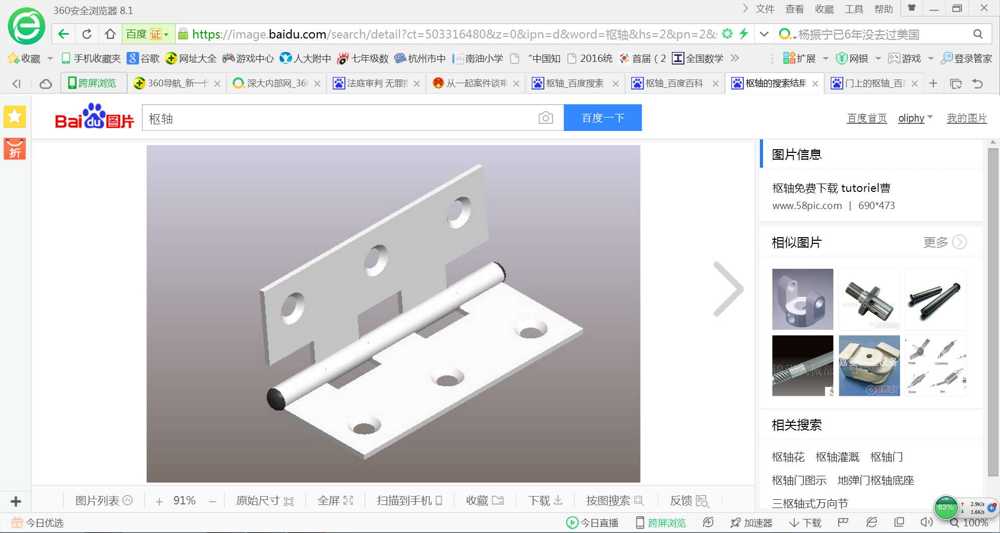 360安全浏览器 8.1
文件 查看 收藏 工具 帮助
百度 证 https://image.baidu.com/search/detail?ct=503316480&z=0&ipn=d&word=枢轴&hs=2&pn=2&s 杨振宁已6年没去过美国
收藏 手机收藏夹 谷歌 网址大全 游戏中心 人大附中 七年级数 杭州市中 南油小学 “中国知 2016统 首届（2 全国数学 扩展 网银 游戏 登录管家
跨屏浏览 360导航_新一代 深大内部网_360 法庭审判 无罪推 从一起案件谈审 枢轴_百度搜索 枢轴_百度百科 枢轴的搜索结果 门上的枢轴_百度
折
Bai du 图片 枢轴 百度一下 百度首页 oliphy 我的图片
图片信息
枢轴免费下载 tutoriel曹
www.58pic.com | 690*473
相似图片 更多
Hinge Cylindrical
Screw Slot
世界工厂
相关搜索
枢轴花 枢轴灌溉 枢轴门
枢轴门图示 地弹门枢轴底座
三枢轴式万向节
图片列表 91% 原始尺寸 全屏 扫描到手机 收藏 下载 按图搜索 反馈
63% 2.9K/s
1.6K/s
今日优选 今日直播 跨屏浏览 加速器 下载 100%